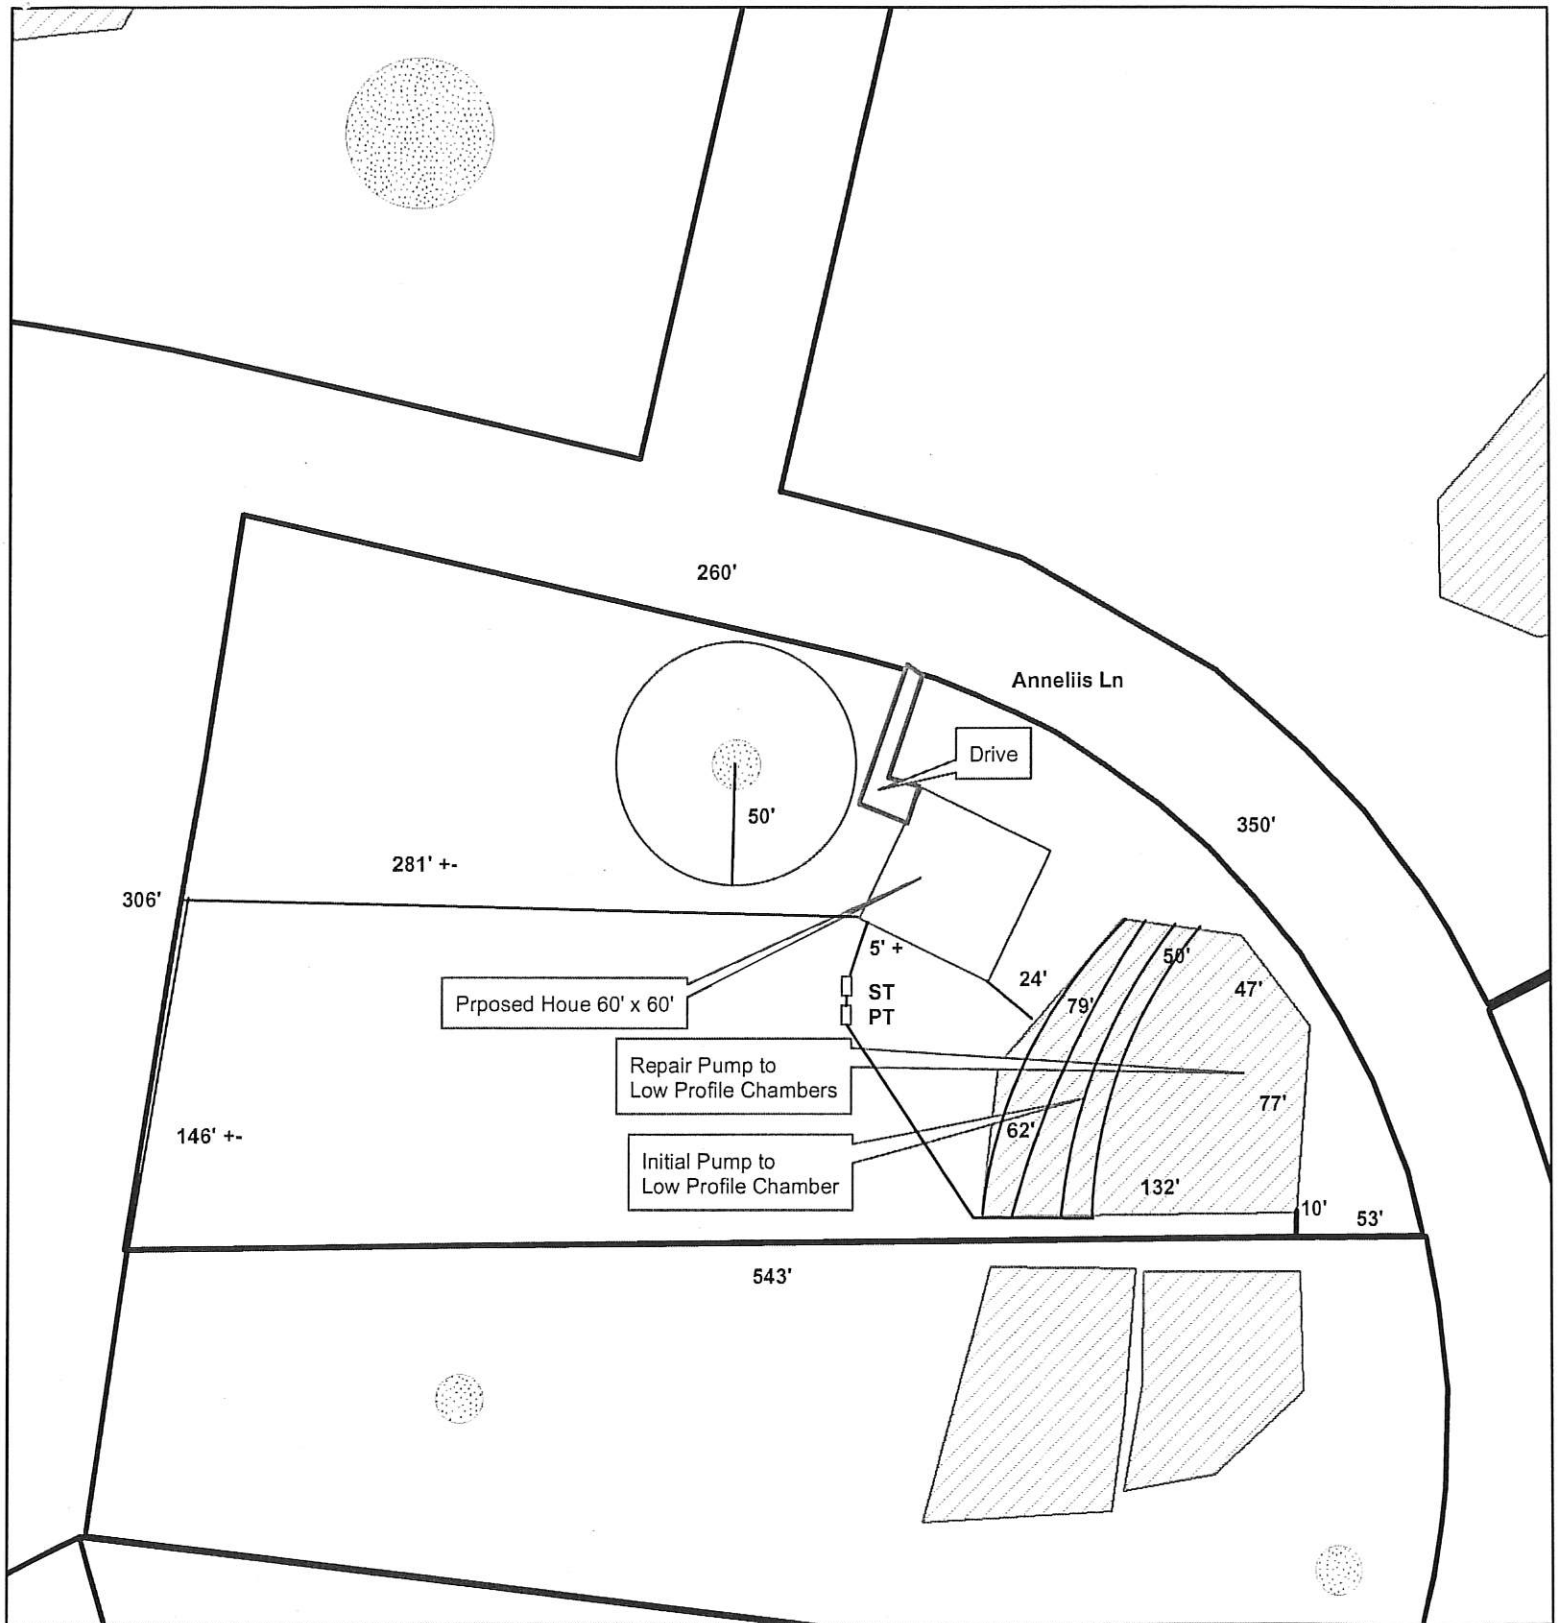 260'
Anneliis Ln
Drive
50'
350'
281' +-
306'
5' +
50'
24'
47'
ST
79'
Prposed Houe 60' x 60'
PT
Repair Pump to
Low Profile Chambers
77'
62'
146' +-
Initial Pump to
Low Profile Chamber
132'
10'
53'
543'